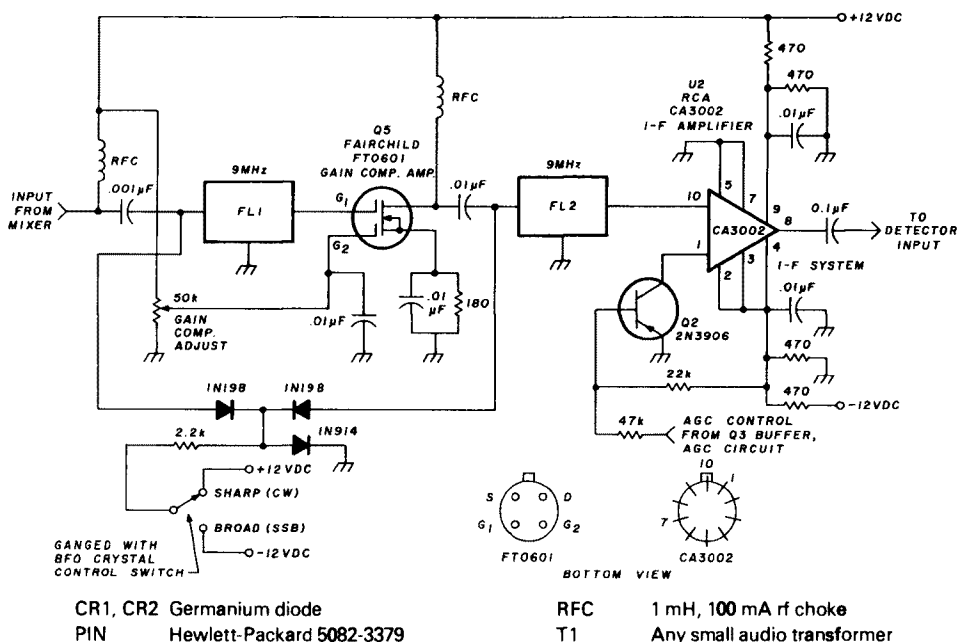 +12VDC
470
470
RFC
U2
RCA
CA3002
I-F AMPLIFIER
.01µF
Q5
FAIRCHILD
FT0601
GAIN COMP. AMP.
RFC
INPUT
FROM
MIXER
.001µF
9MHz
FL1
G1
G2
.01µF
9MHz
FL2
10
5
7
9
8
CA3002
4
1
2
3
0.1µF
TO
DETECTOR
INPUT
I-F SYSTEM
50k
GAIN
COMP.
ADJUST
.01µF
.01
µF
180
Q2
2N3906
.01µF
470
22k
470
-12VDC
47k
AGC CONTROL
FROM Q3 BUFFER,
AGC CIRCUIT
1N198
1N198
2.2k
1N914
+12VDC
SHARP (CW)
BROAD (SSB)
-12VDC
GANGED WITH
BFO CRYSTAL
CONTROL SWITCH
S
D
G1
G2
FT0601
10
1
7
CA3002
BOTTOM VIEW
CR1, CR2 Germanium diode
RFC 1 mH, 100 mA rf choke
PIN Hewlett-Packard 5082-3379
T1 Any small audio transformer